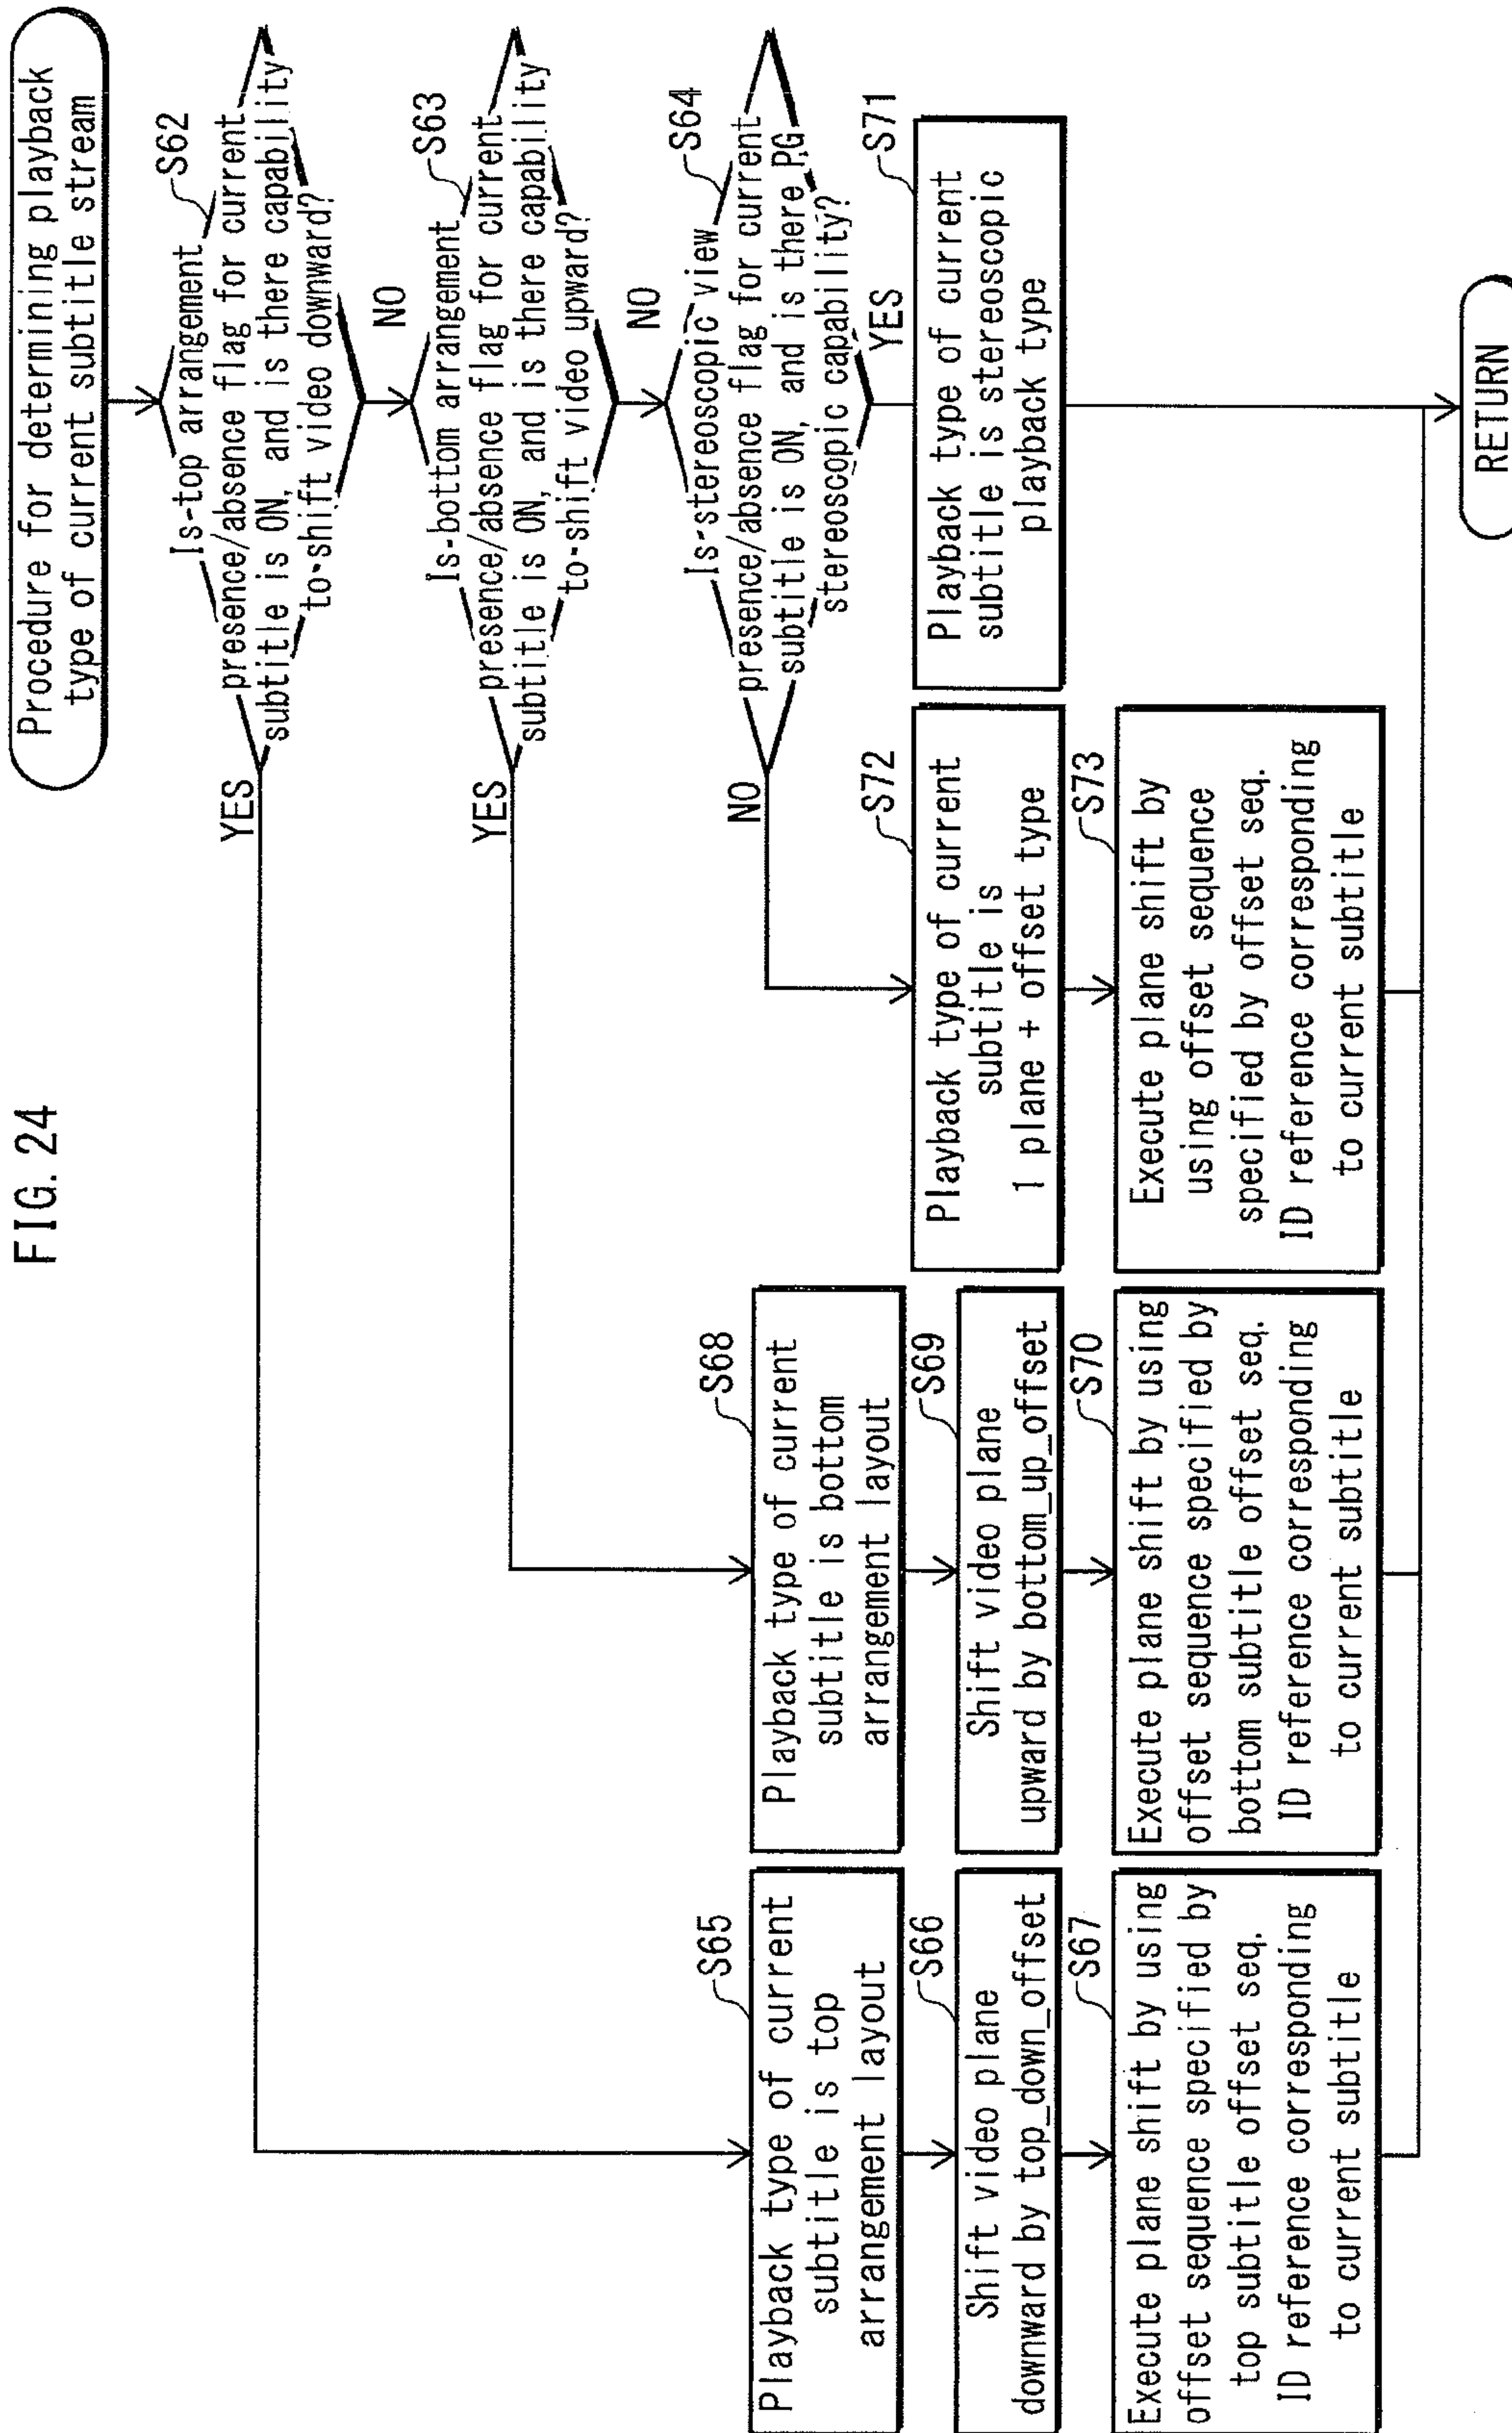 FIG. 24
Procedure for determining playback
type of current subtitle stream
S62
Is-top arrangement
presence/absence flag for current
subtitle is ON, and is there capability
to-shift video downward?
YES
NO
S63
Is-bottom arrangement
presence/absence flag for current
subtitle is ON, and is there capability
to-shift video upward?
YES
NO
S64
Is-stereoscopic view
presence/absence flag for current
subtitle is ON, and is there PG
stereoscopic capability?
NO
YES
S65
Playback type of current
subtitle is top
arrangement layout
S66
Shift video plane
downward by top_down_offset
S67
Execute plane shift by using
offset sequence specified by
top subtitle offset seq.
ID reference corresponding
to current subtitle
S68
Playback type of current
subtitle is bottom
arrangement layout
S69
Shift video plane
upward by bottom_up_offset
S70
Execute plane shift by using
offset sequence specified by
bottom subtitle offset seq.
ID reference corresponding
to current subtitle
S72
Playback type of current
subtitle is
1 plane + offset type
S73
Execute plane shift by
using offset sequence
specified by offset seq.
ID reference corresponding
to current subtitle
S71
Playback type of current
subtitle is stereoscopic
playback type
RETURN